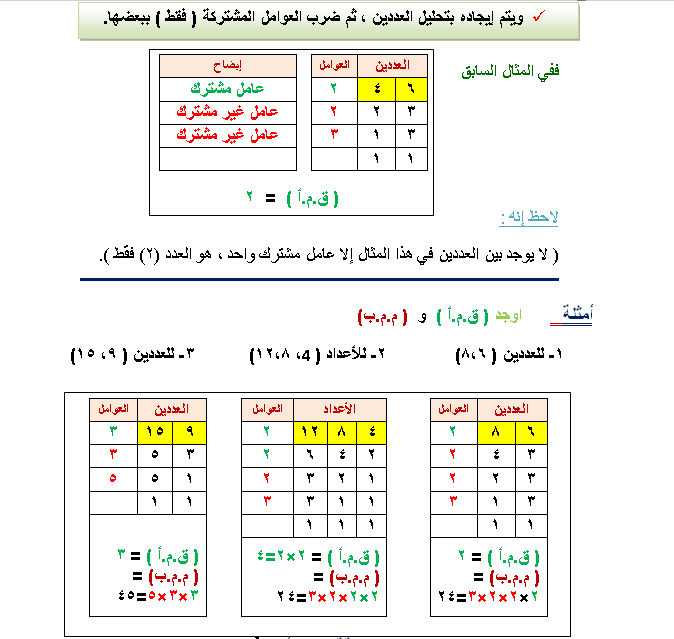 ✓ ويتم إيجاده بتحليل العددين ، ثم ضرب العوامل المشتركة ( فقط ) ببعضها.
ففي المثال السابق
العددين العوامل إيضاح
٦ ٤ ٢ عامل مشترك
٣ ٢ ٢ عامل غير مشترك
٣ ١ ٣ عامل غير مشترك
١ ١
( ق.م.أ ) = ٢
لاحظ إنه :
( لا يوجد بين العددين في هذا المثال إلا عامل مشترك واحد ، هو العدد (٢) فقط ).
أمثلة اوجد ( ق.م.أ ) و ( م.م.ب)
١- للعددين ( ٨،٦)
٢- للأعداد ( 4، ١٢،٨)
٣- للعددين ( ٩، ١٥)
العددين العوامل
٦ ٨ ٢
٣ ٤ ٢
٣ ٢ ٢
٣ ١ ٣
١ ١
( ق.م.أ ) = ٢
( م.م.ب) =
٢×٢×٢×٣=٢٤
الأعداد العوامل
٤ ٨ ١٢ ٢
٢ ٤ ٦ ٢
١ ٢ ٣ ٢
١ ١ ٣ ٣
١ ١ ١
( ق.م.أ ) = ٢×٢=٤
( م.م.ب) =
٢×٢×٢×٣=٢٤
العددين العوامل
٩ ١٥ ٣
٣ ٥ ٣
١ ٥ ٥
١ ١
( ق.م.أ ) = ٣
( م.م.ب) =
٣×٣×٥=٤٥